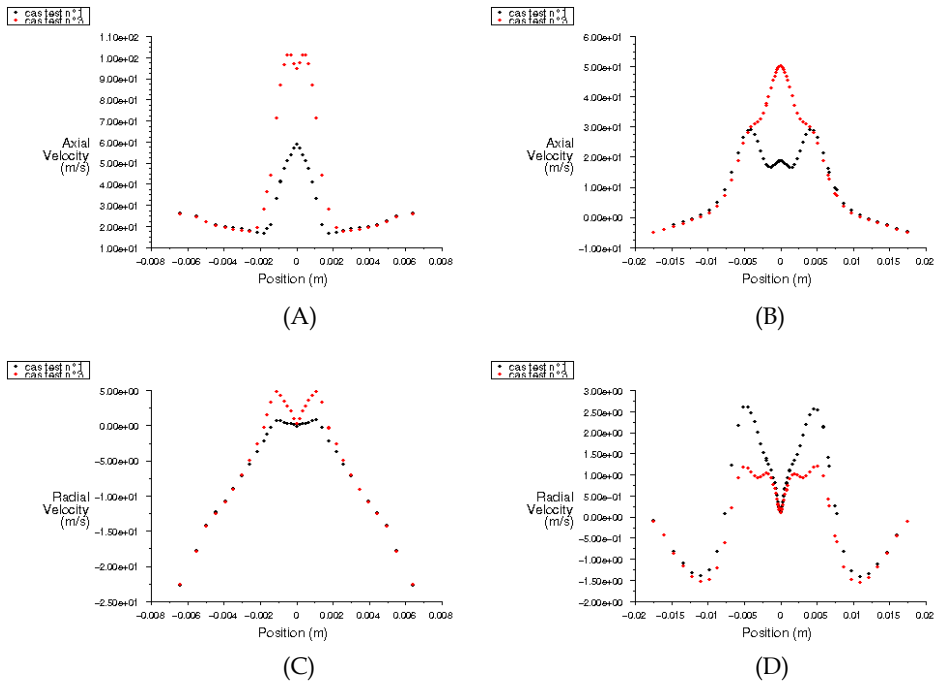 cas test n°1
cas test n°3
1.10e+02
1.00e+02
9.00e+01
8.00e+01
7.00e+01
6.00e+01
5.00e+01
4.00e+01
3.00e+01
2.00e+01
1.00e+01
Axial
Velocity
(m/s)
-0.008 -0.006 -0.004 -0.002 0 0.002 0.004 0.006 0.008
Position (m)
(A)
cas test n°1
cas test n°3
6.00e+01
5.00e+01
4.00e+01
3.00e+01
2.00e+01
1.00e+01
0.00e+00
-1.00e+01
Axial
Velocity
(m/s)
-0.02 -0.015 -0.01 -0.005 0 0.005 0.01 0.015 0.02
Position (m)
(B)
cas test n°1
cas test n°3
5.00e+00
0.00e+00
-5.00e+00
-1.00e+01
-1.50e+01
-2.00e+01
-2.50e+01
Radial
Velocity
(m/s)
-0.008 -0.006 -0.004 -0.002 0 0.002 0.004 0.006 0.008
Position (m)
(C)
cas test n°1
cas test n°3
3.00e+00
2.50e+00
2.00e+00
1.50e+00
1.00e+00
5.00e-01
0.00e+00
-5.00e-01
-1.00e+00
-1.50e+00
-2.00e+00
Radial
Velocity
(m/s)
-0.02 -0.015 -0.01 -0.005 0 0.005 0.01 0.015 0.02
Position (m)
(D)